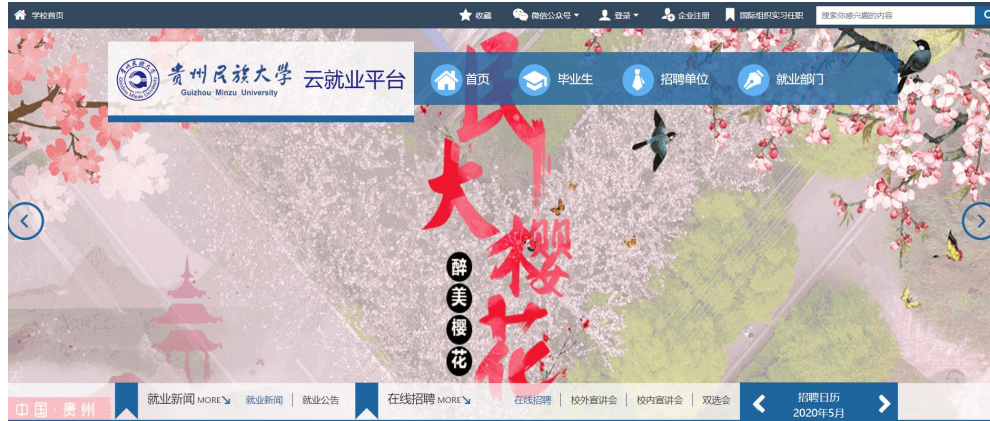 学校首页 收藏 微信公众号 登录 企业注册 国际组织实习任职 搜索你感兴趣的内容
贵州民族大学 云就业平台 首页 毕业生 招聘单位 就业部门
Guizhou Minzu University
民
大
樱
花
醉
美
樱
花
中国·贵州
就业新闻 MORE 就业新闻 就业公告 在线招聘 MORE 在线招聘 校外宣讲会 校内宣讲会 双选会 招聘日历
2020年5月